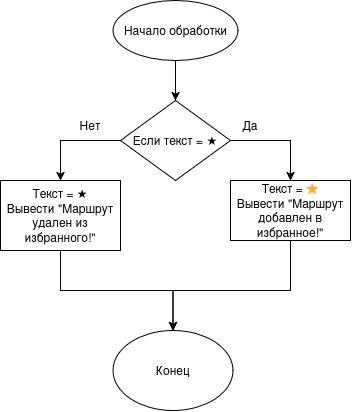 Начало обработки
Если текст = ★
Нет
Да
Текст = ★
Вывести "Маршрут
удален из
избранного!"
Текст = ⭐
Вывести "Маршрут
добавлен в
избранное!"
Конец